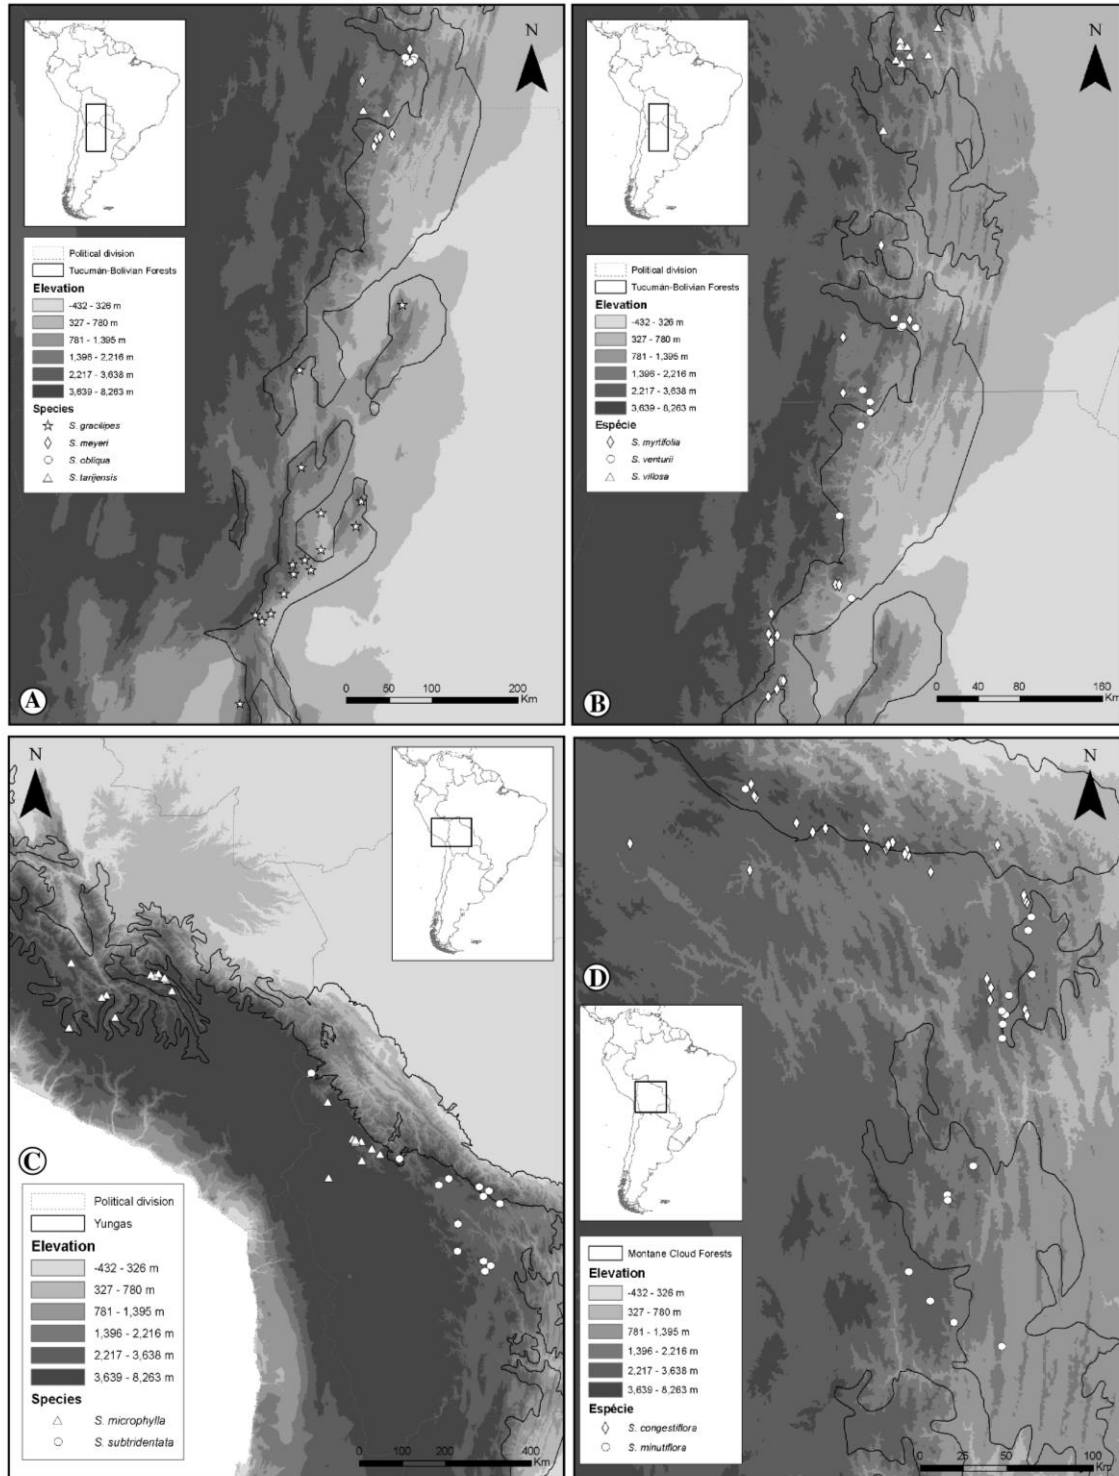 N
Political division
Tucumán-Bolivian Forests
Elevation
-432 - 326 m
327 - 780 m
781 - 1,395 m
1,396 - 2,216 m
2,217 - 3,638 m
3,639 - 8,263 m
Species
S. gracilipes
S. meyeri
S. obliqua
S. tarijensis
A
0 50 100 200
Km
N
Political division
Tucumán-Bolivian Forests
Elevation
-432 - 326 m
327 - 780 m
781 - 1,395 m
1,396 - 2,216 m
2,217 - 3,638 m
3,639 - 8,263 m
Espécie
S. myrtifolia
S. venturii
S. villosa
B
0 40 80 160
Km
N
C
Political division
Yungas
Elevation
-432 - 326 m
327 - 780 m
781 - 1,395 m
1,396 - 2,216 m
2,217 - 3,638 m
3,639 - 8,263 m
Species
S. microphylla
S. subtridentata
0 100 200 400
Km
N
D
Montane Cloud Forests
Elevation
-432 - 326 m
327 - 780 m
781 - 1,395 m
1,396 - 2,216 m
2,217 - 3,638 m
3,639 - 8,263 m
Espécie
S. congestiflora
S. minutiflora
0 25 50 100
Km